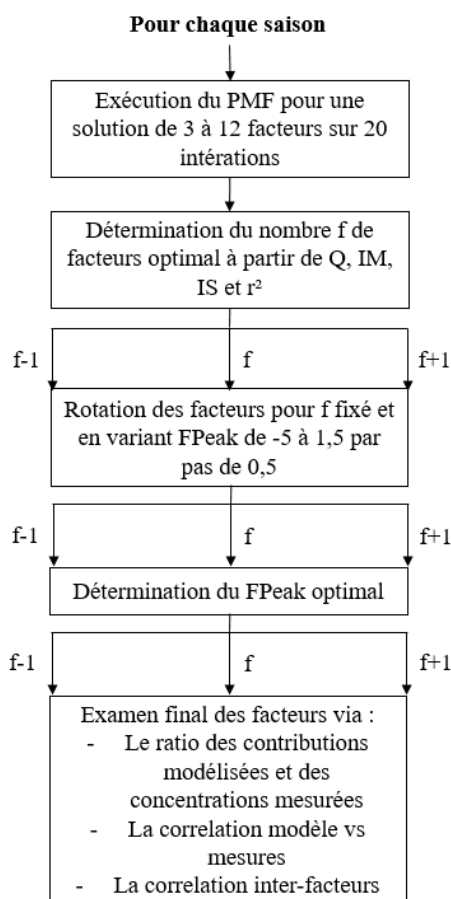 Pour chaque saison
Exécution du PMF pour une
solution de 3 à 12 facteurs sur 20
intérations
Détermination du nombre f de
facteurs optimal à partir de Q, IM,
IS et r²
f-1
f
f+1
Rotation des facteurs pour f fixé et
en variant FPeak de -5 à 1,5 par
pas de 0,5
f-1
f
f+1
Détermination du FPeak optimal
f-1
f
f+1
Examen final des facteurs via :
- Le ratio des contributions
modélisées et des
concentrations mesurées
- La correlation modèle vs
mesures
- La correlation inter-facteurs